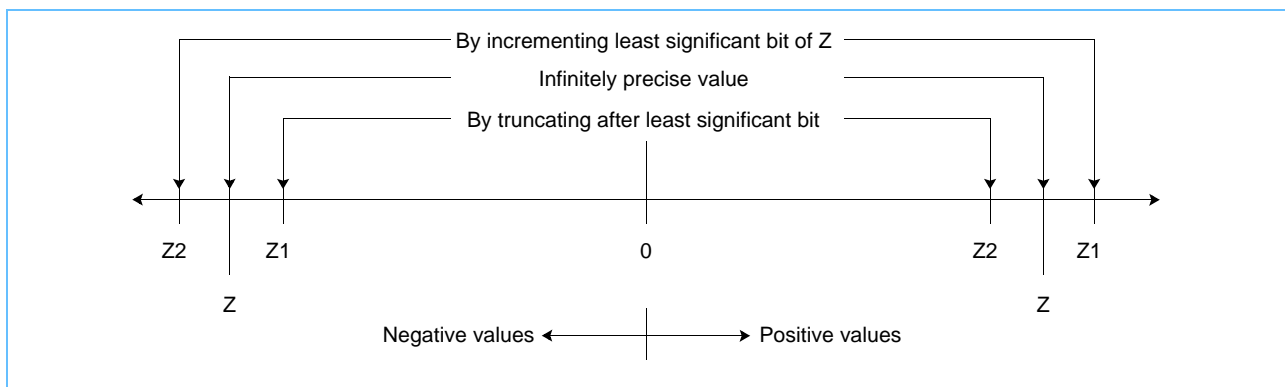 By incrementing least significant bit of Z
Infinitely precise value
By truncating after least significant bit
Z2 Z1 0 Z2 Z1
Z Z
Negative values Positive values